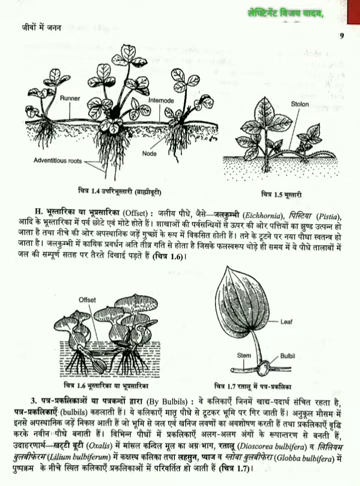 लेफ्टिनेंट विजय यादव,
जीवों में जनन
9
Runner
Internode
Stolon
Node
Adventitious roots
चित्र 1.4 उपरिभूस्तारी (ब्राह्मीबूटी)
चित्र 1.5 भूस्तारी
H. भूस्तारिका या भूप्रसारिका (Offset) : जलीय पौधे, जैसे—जलकुम्भी (Eichhornia), पिस्टिया (Pistia),
आदि के भूस्तारिका में पर्व छोटे एवं मोटे होते हैं। शाखाओं की पर्वसन्धियों से ऊपर की ओर पत्तियों का झुण्ड उत्पन्न हो
जाता है तथा नीचे की ओर अपस्थानिक जड़ें गुच्छों के रूप में विकसित होती हैं। तने के टूटने पर नया पौधा स्वतन्त्र हो
जाता है। जलकुम्भी में कायिक प्रवर्धन अति तीव्र गति से होता है जिसके फलस्वरूप थोड़े ही समय में ये पौधे तालाबों में
जल की सम्पूर्ण सतह पर तैरते दिखाई पड़ते हैं (चित्र 1.6)।
Offset
Leaf
Stem
Bulbil
चित्र 1.6 भूस्तारिका या भूप्रसारिका
चित्र 1.7 रतालू में पत्र-प्रकलिका
3. पत्र-प्रकलिकाओं या पत्रकन्दों द्वारा (By Bulbils) : वे कलिकाएँ जिनमें खाद्य-पदार्थ संचित रहता है,
पत्र-प्रकलिकाएँ (bulbils) कहलाती हैं। ये कलिकाएँ मातृ पौधे से टूटकर भूमि पर गिर जाती हैं। अनुकूल मौसम में
इनसे अपस्थानिक जड़ें निकल आती हैं जो भूमि से जल एवं खनिज लवणों का अवशोषण करती हैं तथा प्रकलिकाएँ वृद्धि
करके नवीन पौधे बनाती हैं। विभिन्न पौधों में प्रकलिकाएँ अलग-अलग अंगों के रूपान्तरण से बनती हैं,
उदाहरणार्थ—खट्टी बूटी (Oxalis) में मांसल कन्दिल मूल का अग्र भाग, रतालू (Dioscorea bulbifera) व लिलियम
बुलबीफेरम (Lilium bulbiferum) में कक्षस्थ कलिका तथा लहसुन, प्याज व ग्लोबा बुलबीफेरा (Globba bulbifera) में
पुष्पक्रम के नीचे स्थित कलिकाएँ प्रकलिकाओं में परिवर्तित हो जाती हैं (चित्र 1.7)।